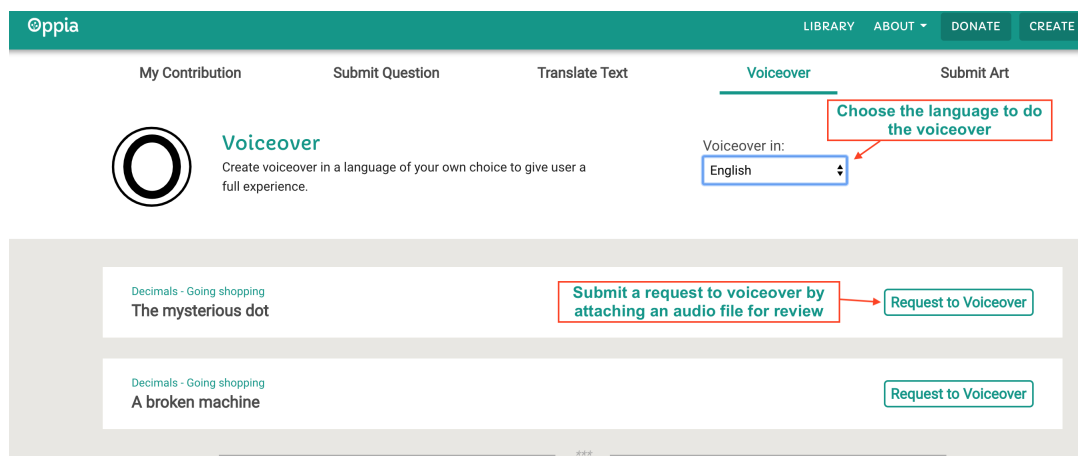 Oppia
LIBRARY ABOUT DONATE CREATE
My Contribution Submit Question Translate Text Voiceover Submit Art
Choose the language to do
the voiceover
Voiceover
Create voiceover in a language of your own choice to give user a
full experience.
Voiceover in:
English
Decimals - Going shopping
The mysterious dot
Submit a request to voiceover by
attaching an audio file for review
Request to Voiceover
Decimals - Going shopping
A broken machine
Request to Voiceover
***